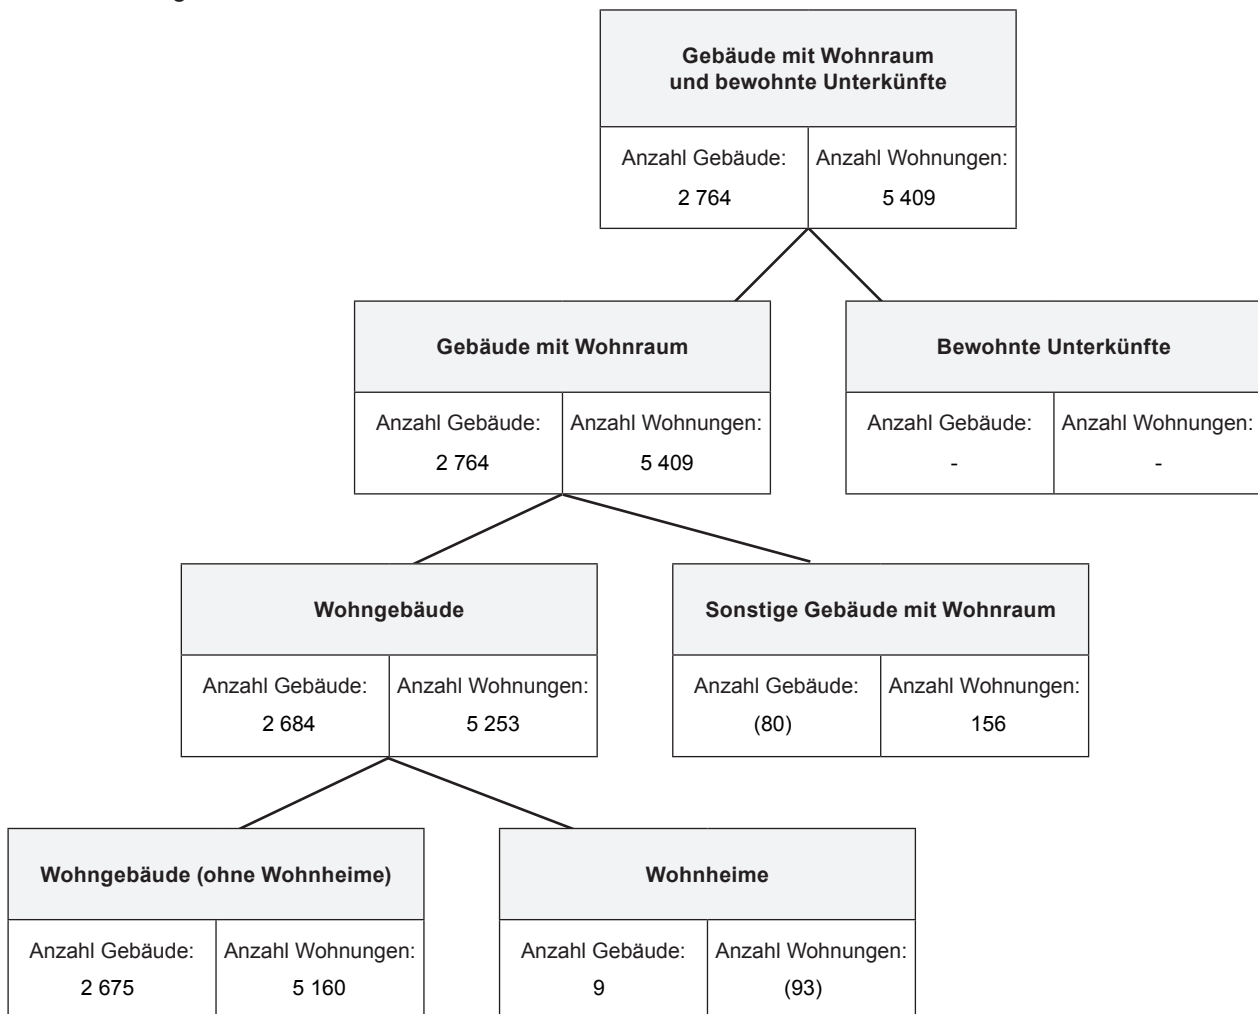 Gebäude mit Wohnraum
und bewohnte Unterkünfte
Anzahl Gebäude: Anzahl Wohnungen:
2 764 5 409
Gebäude mit Wohnraum
Anzahl Gebäude: Anzahl Wohnungen:
2 764 5 409
Bewohnte Unterkünfte
Anzahl Gebäude: Anzahl Wohnungen:
- -
Wohngebäude
Anzahl Gebäude: Anzahl Wohnungen:
2 684 5 253
Sonstige Gebäude mit Wohnraum
Anzahl Gebäude: Anzahl Wohnungen:
(80) 156
Wohngebäude (ohne Wohnheime)
Anzahl Gebäude: Anzahl Wohnungen:
2 675 5 160
Wohnheime
Anzahl Gebäude: Anzahl Wohnungen:
9 (93)